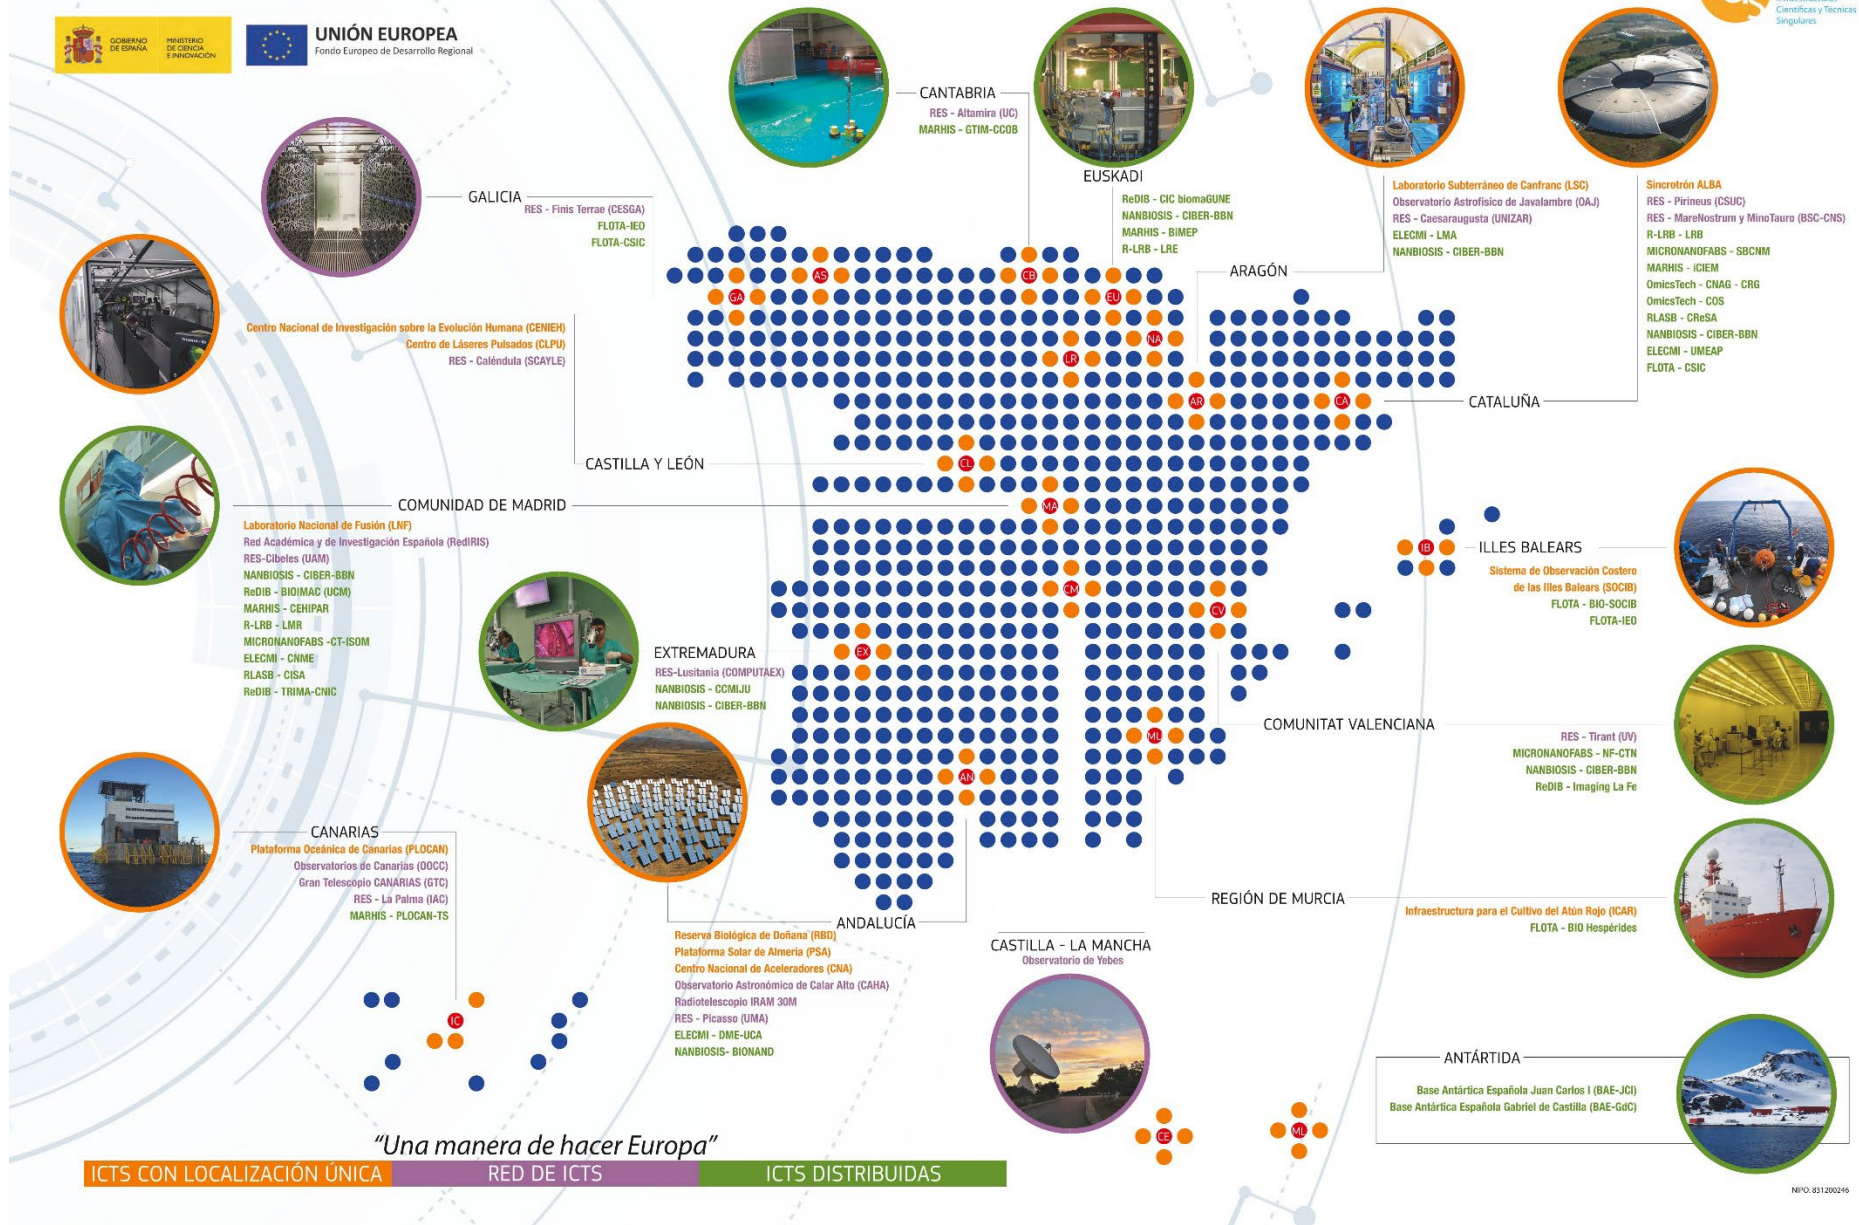 GOBIERNO
DE ESPAÑA
MINISTERIO
DE CIENCIA
E INNOVACIÓN
UNIÓN EUROPEA
Fondo Europeo de Desarrollo Regional
Científicas y Técnicas
Singulares
CANTABRIA
RES - Altamira (UC)
MARHIS - GTIM-CCOB
EUSKADI
ReDIB - CIC biomaGUNE
NANBIOSIS - CIBER-BBN
MARHIS - BiMEP
R-LRB - LRE
Laboratorio Subterráneo de Canfranc (LSC)
Observatorio Astrofísico de Javalambre (OAJ)
RES - Caesaraugusta (UNIZAR)
ELECMI - LMA
NANBIOSIS - CIBER-BBN
ARAGÓN
Sincrotrón ALBA
RES - Pirineus (CSUC)
RES - MareNostrum y MinoTauro (BSC-CNS)
R-LRB - LRB
MICRONANOFABS - SBCNM
MARHIS - iCIEM
OmicsTech - CNAG - CRG
OmicsTech - COS
RLASB - CReSA
NANBIOSIS - CIBER-BBN
ELECMI - UMEAP
FLOTA - CSIC
CATALUÑA
GALICIA
RES - Finis Terrae (CESGA)
FLOTA-IEO
FLOTA-CSIC
Centro Nacional de Investigación sobre la Evolución Humana (CENIEH)
Centro de Láseres Pulsados (CLPU)
RES - Caléndula (SCAYLE)
CASTILLA Y LEÓN
COMUNIDAD DE MADRID
Laboratorio Nacional de Fusión (LNF)
Red Académica y de Investigación Española (RedIRIS)
RES-Cibeles (UAM)
NANBIOSIS - CIBER-BBN
ReDIB - BIOIMAC (UCM)
MARHIS - CEHIPAR
R-LRB - LMR
MICRONANOFABS -CT-ISOM
ELECMI - CNME
RLASB - CISA
ReDIB - TRIMA-CNIC
EXTREMADURA
RES-Lusitania (COMPUTAEX)
NANBIOSIS - CCMIJU
NANBIOSIS - CIBER-BBN
ILLES BALEARS
Sistema de Observación Costero
de las Illes Balears (SOCIB)
FLOTA - BIO-SOCIB
FLOTA-IEO
COMUNITAT VALENCIANA
RES - Tirant (UV)
MICRONANOFABS - NF-CTN
NANBIOSIS - CIBER-BBN
ReDIB - Imaging La Fe
CANARIAS
Plataforma Oceánica de Canarias (PLOCAN)
Observatorios de Canarias (OOCC)
Gran Telescopio CANARIAS (GTC)
RES - La Palma (IAC)
MARHIS - PLOCAN-TS
ANDALUCÍA
Reserva Biológica de Doñana (RBD)
Plataforma Solar de Almería (PSA)
Centro Nacional de Aceleradores (CNA)
Observatorio Astronómico de Calar Alto (CAHA)
Radiotelescopio IRAM 30M
RES - Picasso (UMA)
ELECMI - DME-UCA
NANBIOSIS- BIONAND
CASTILLA - LA MANCHA
Observatorio de Yebes
REGIÓN DE MURCIA
Infraestructura para el Cultivo del Atún Rojo (ICAR)
FLOTA - BIO Hespérides
ANTÁRTIDA
Base Antártica Española Juan Carlos I (BAE-JCI)
Base Antártica Española Gabriel de Castilla (BAE-GdC)
AS
CB
GA
EU
NA
LR
AR
CA
CL
MA
IB
CM
CV
EX
MU
AN
IC
CE
ML
"Una manera de hacer Europa"
ICTS CON LOCALIZACIÓN ÚNICA
RED DE ICTS
ICTS DISTRIBUIDAS
NIPO: 831200246